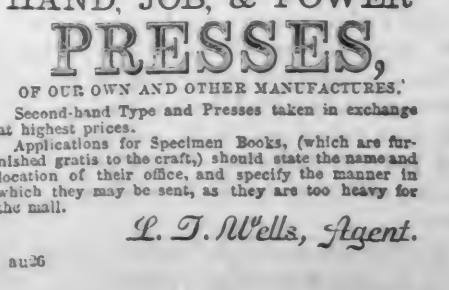 HAND, JOB, & POWER
PRESSES,
OF OUR OWN AND OTHER MANUFACTURES.
Second-hand Type and Presses taken in exchange
at highest prices.
Applications for Specimen Books, (which are fur-
nished gratis to the craft,) should state the name and
location of their office, and specify the manner in
which they may be sent, as they are too heavy for
the mail.
L. T. Wells, Agent.
au26